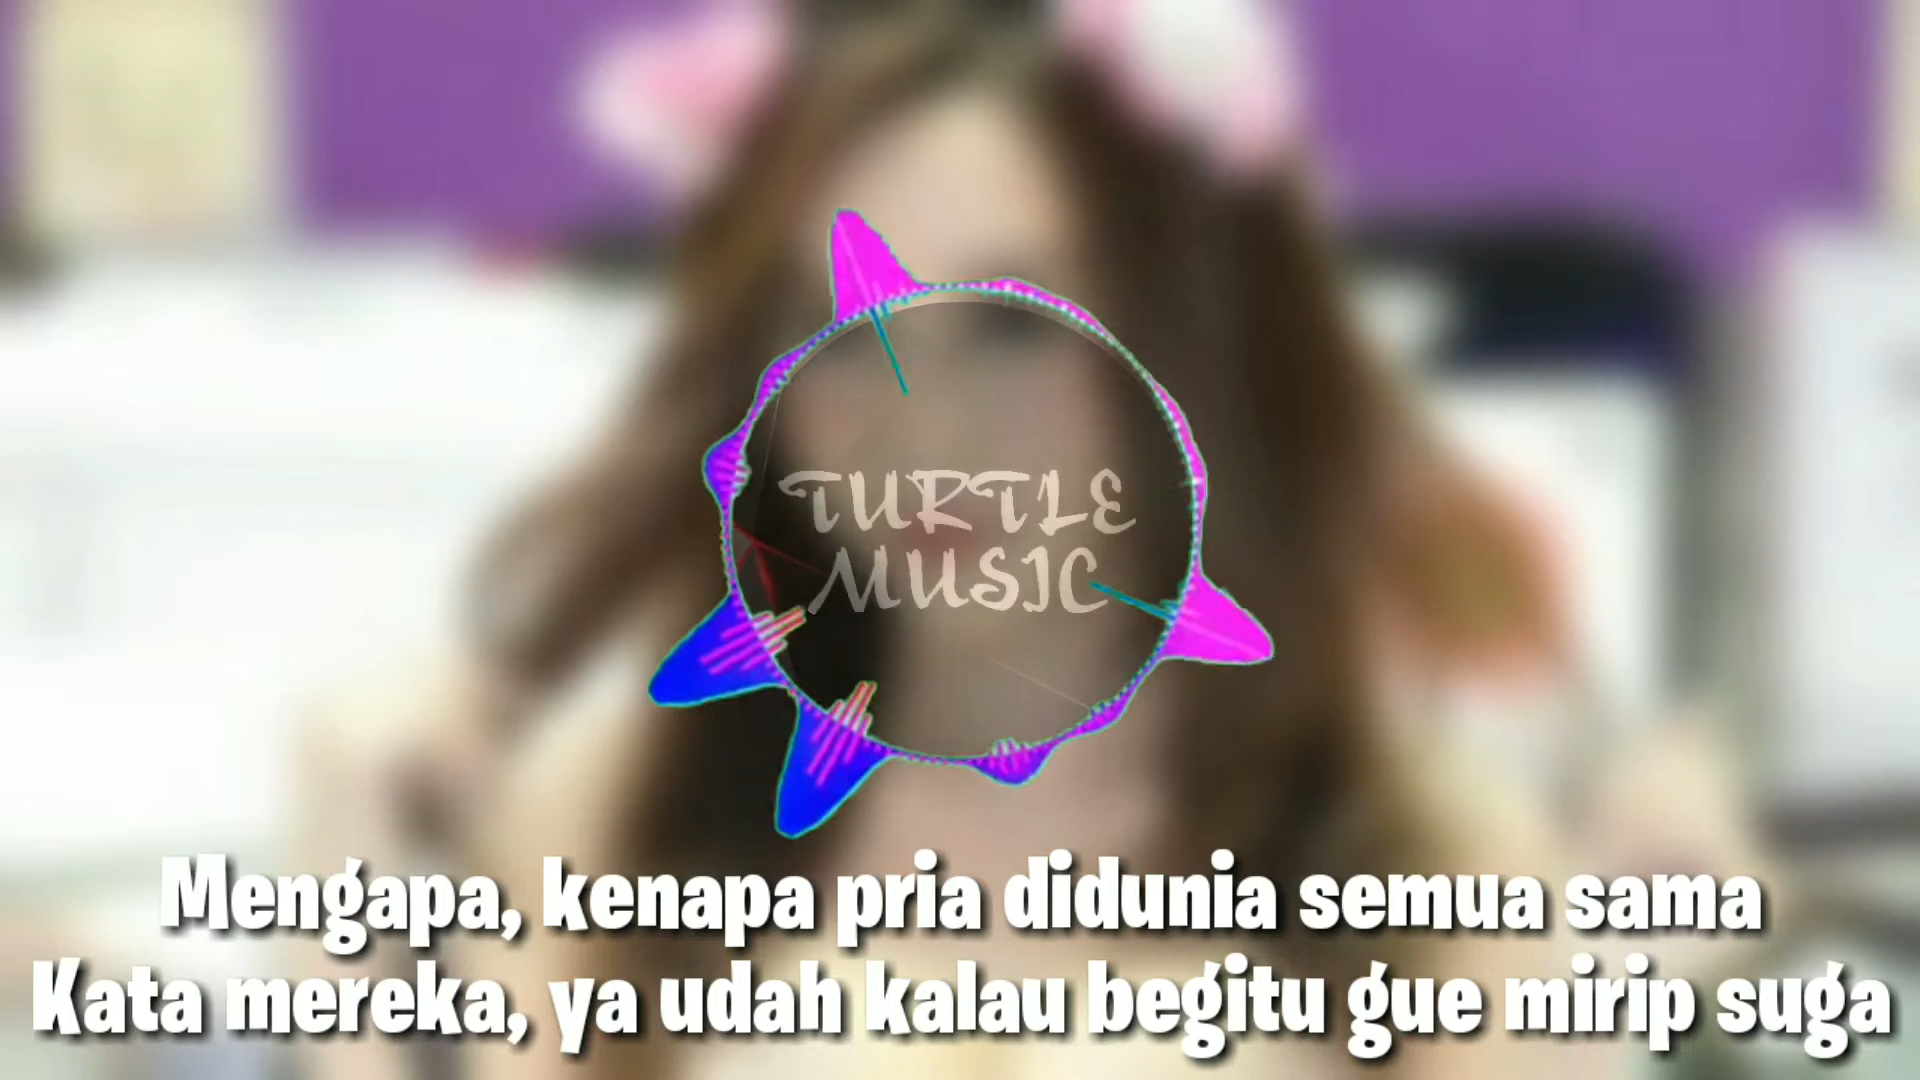 TURTLE
MUSIC
Mengapa, kenapa pria didunia semua sama
Kata mereka, ya udah kalau begitu gue mirip suga